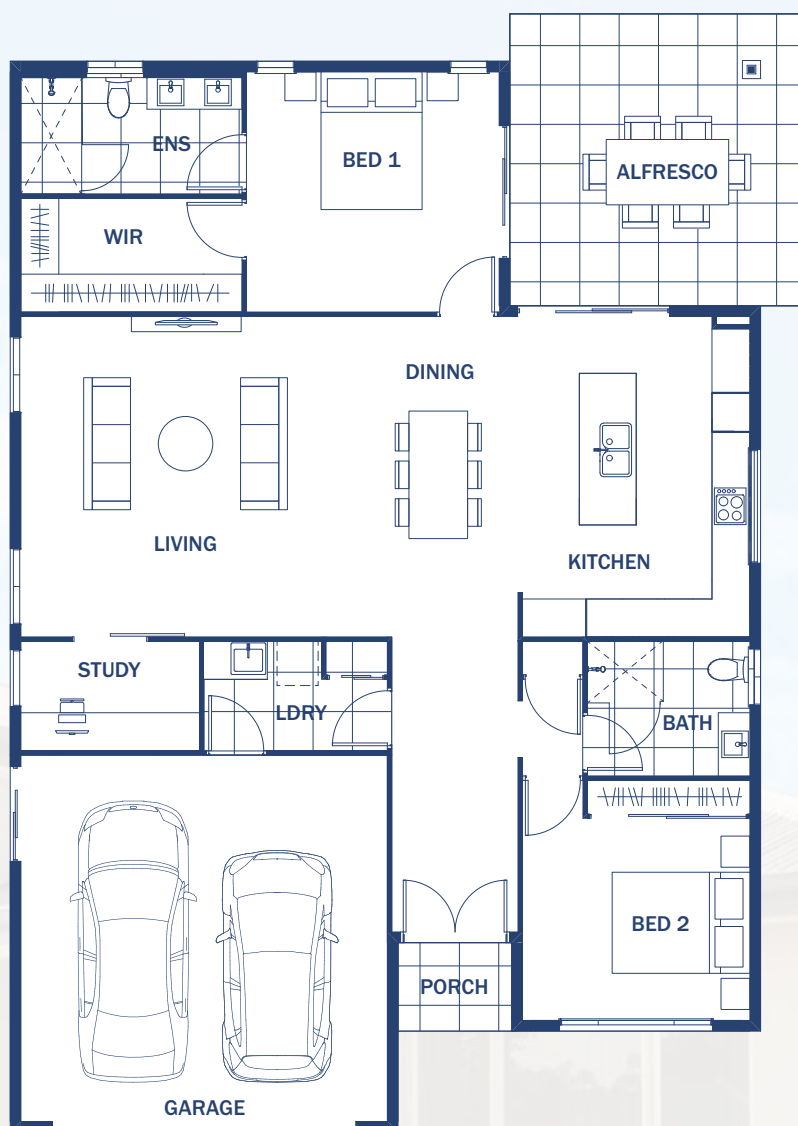 ENS
BED 1
ALFRESCO
WIR
DINING
LIVING
KITCHEN
STUDY
LDRY
BATH
BED 2
PORCH
GARAGE